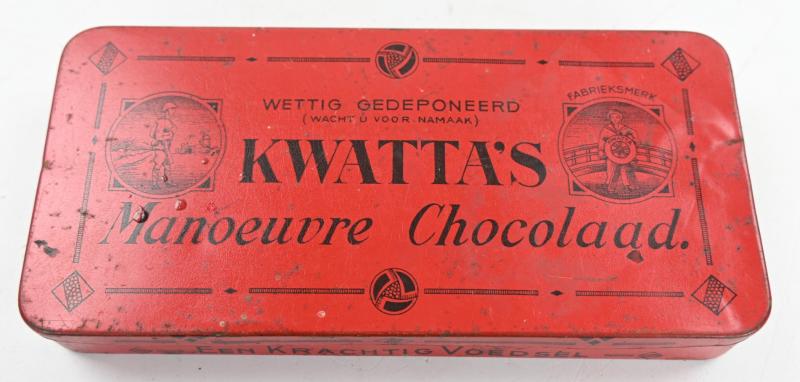 WETTIG GEDEPONEERD
(WACHT U VOOR NAMAAK)
FABRIEKSMERK
KWATTA'S
Manoeuvre Chocolaad.
EEN KRACHTIG VOEDSEL